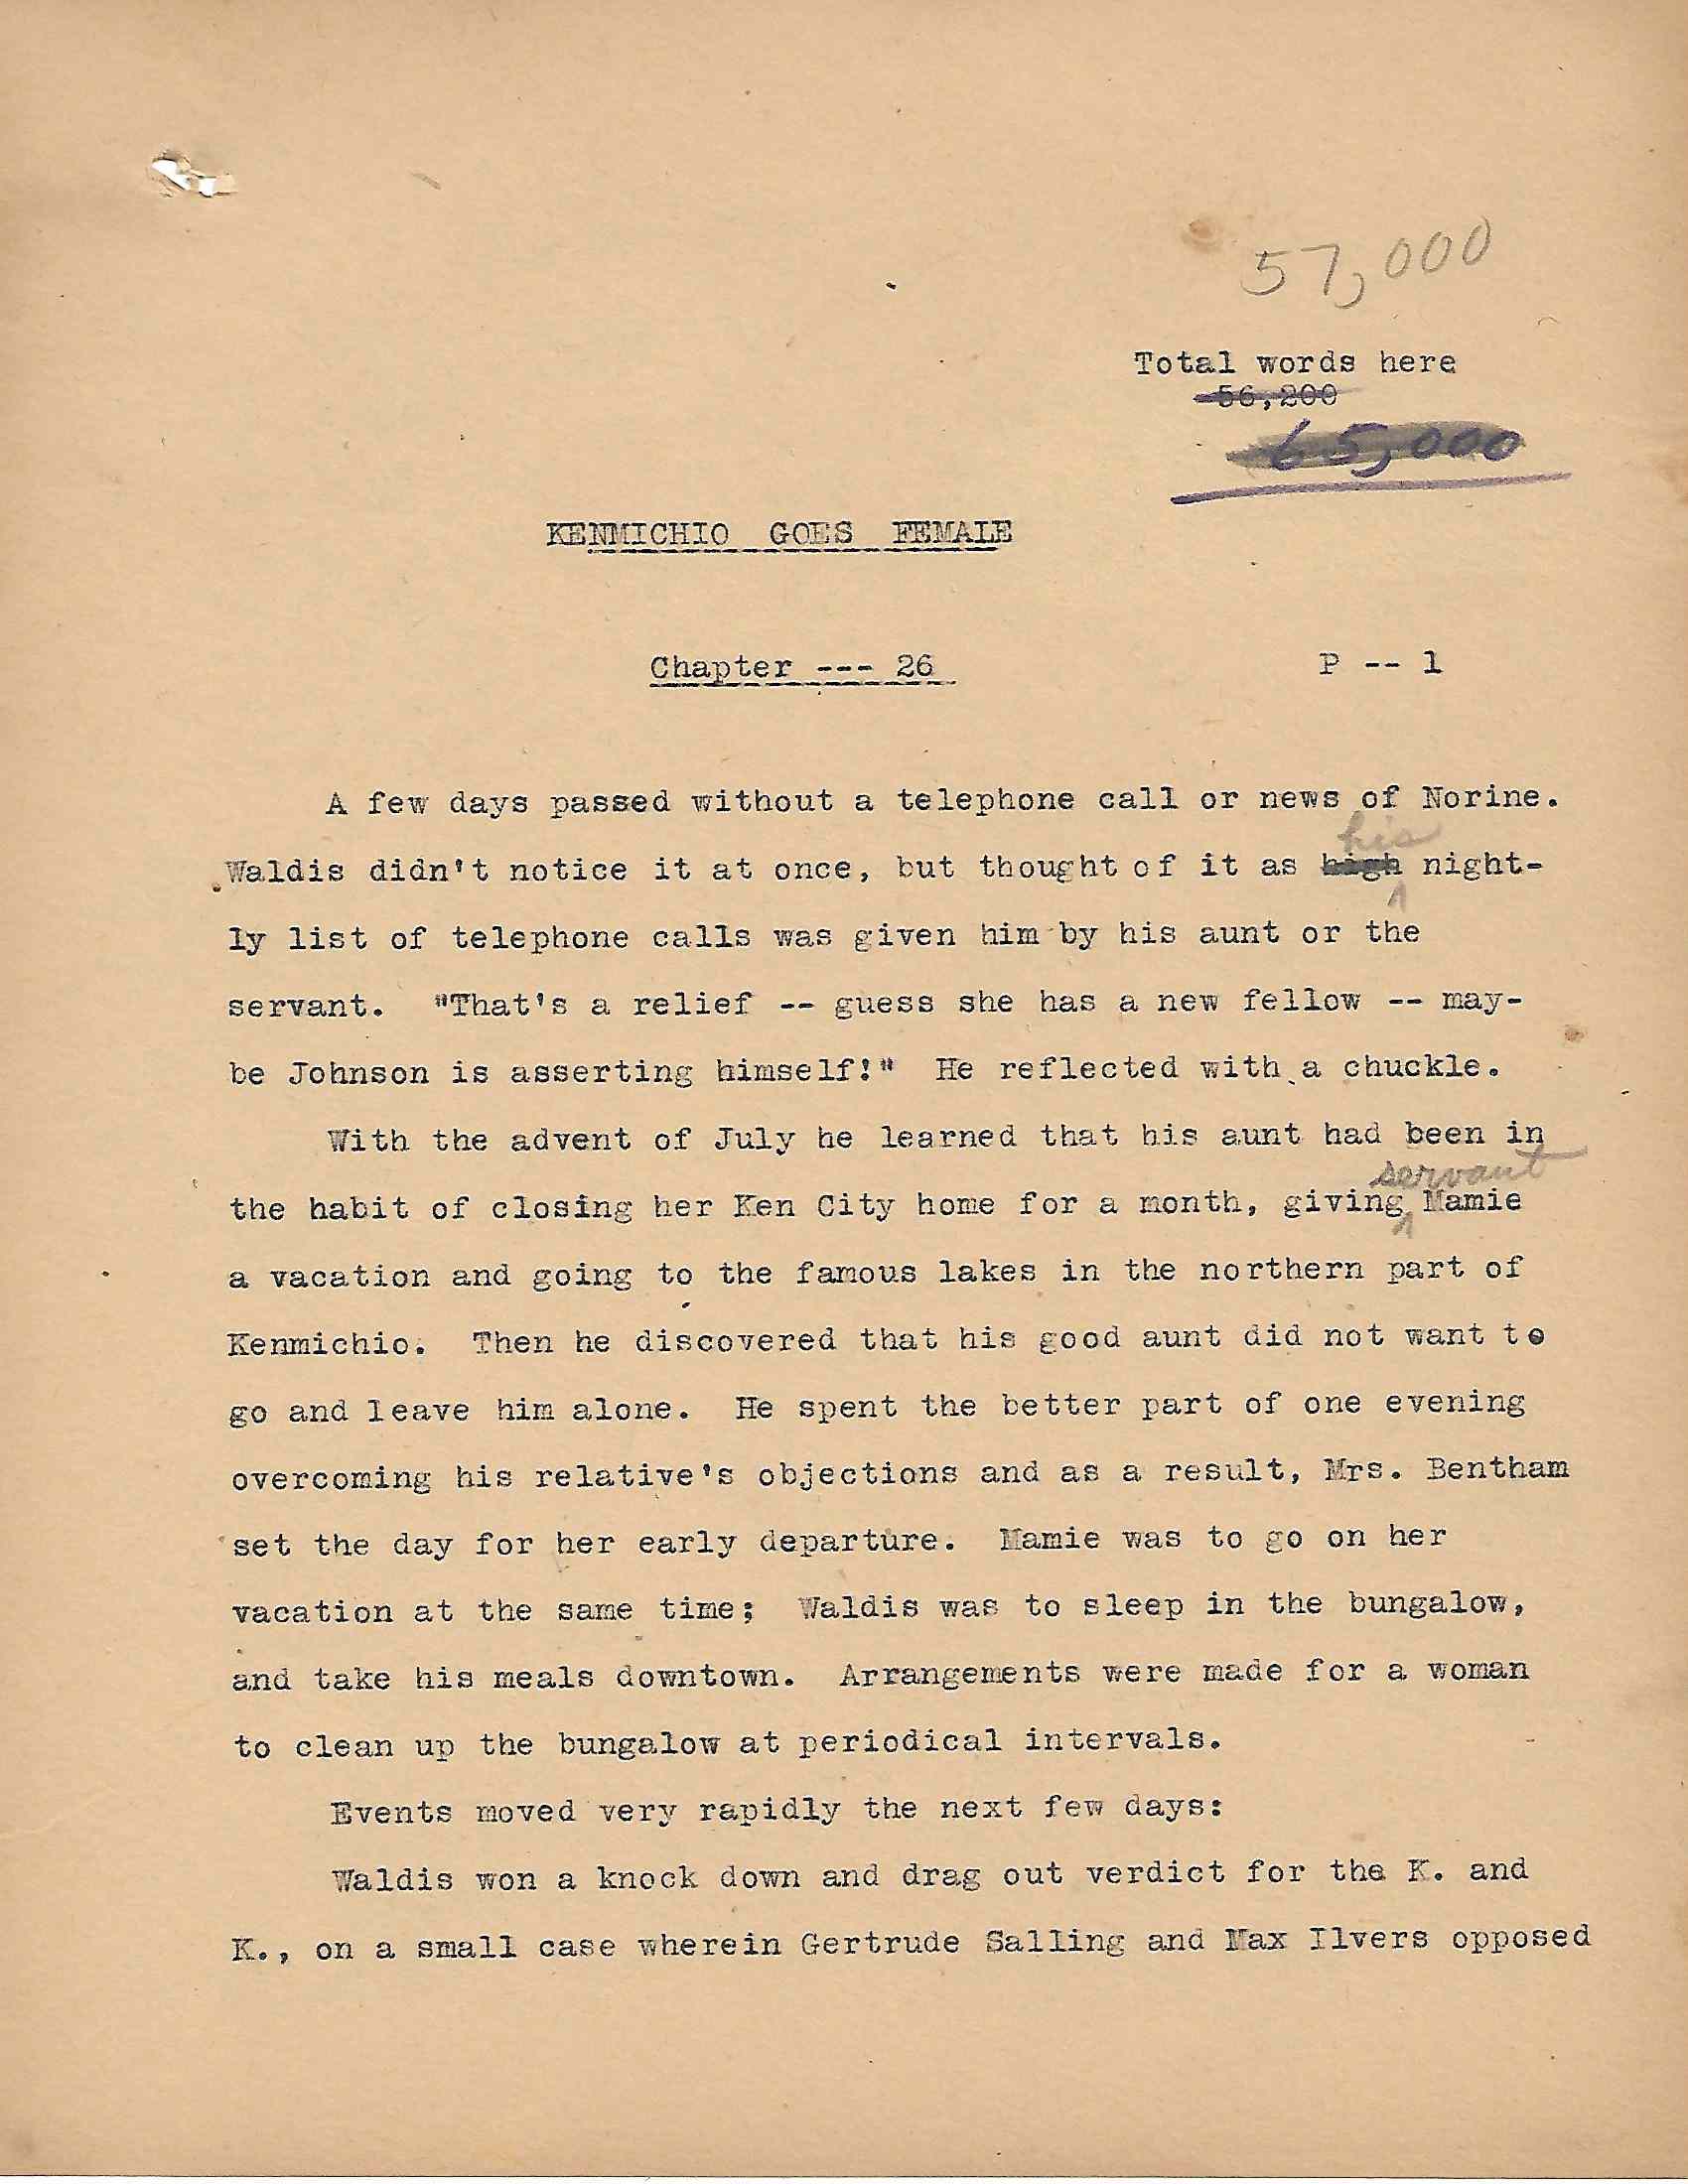 57,000
Total words here
56,200
65,000
KENMICHIO GOES FEMALE
Chapter --- 26 P -- 1
A few days passed without a telephone call or news of Norine.
his
Waldis didn't notice it at once, but thought of it as high night-
ly list of telephone calls was given him by his aunt or the
servant. "That's a relief -- guess she has a new fellow -- may-
be Johnson is asserting himself!" He reflected with a chuckle.
With the advent of July he learned that his aunt had been in
servant
the habit of closing her Ken City home for a month, giving Mamie
a vacation and going to the famous lakes in the northern part of
Kenmichio. Then he discovered that his good aunt did not want to
go and leave him alone. He spent the better part of one evening
overcoming his relative's objections and as a result, Mrs. Bentham
set the day for her early departure. Mamie was to go on her
vacation at the same time; Waldis was to sleep in the bungalow,
and take his meals downtown. Arrangements were made for a woman
to clean up the bungalow at periodical intervals.
Events moved very rapidly the next few days:
Waldis won a knock down and drag out verdict for the K. and
K., on a small case wherein Gertrude Salling and Max Ilvers opposed